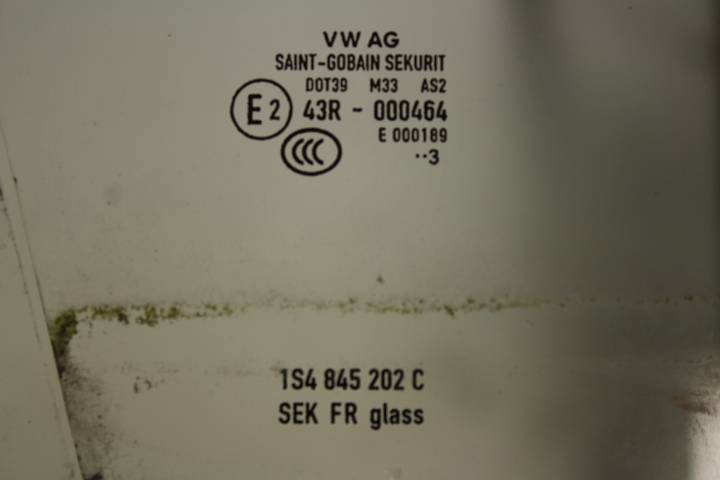 VW AG
SAINT-GOBAIN SEKURIT
DOT39 M33 AS2
E2 43R - 000464
E 000189
CCC ··3
1S4 845 202 C
SEK FR glass